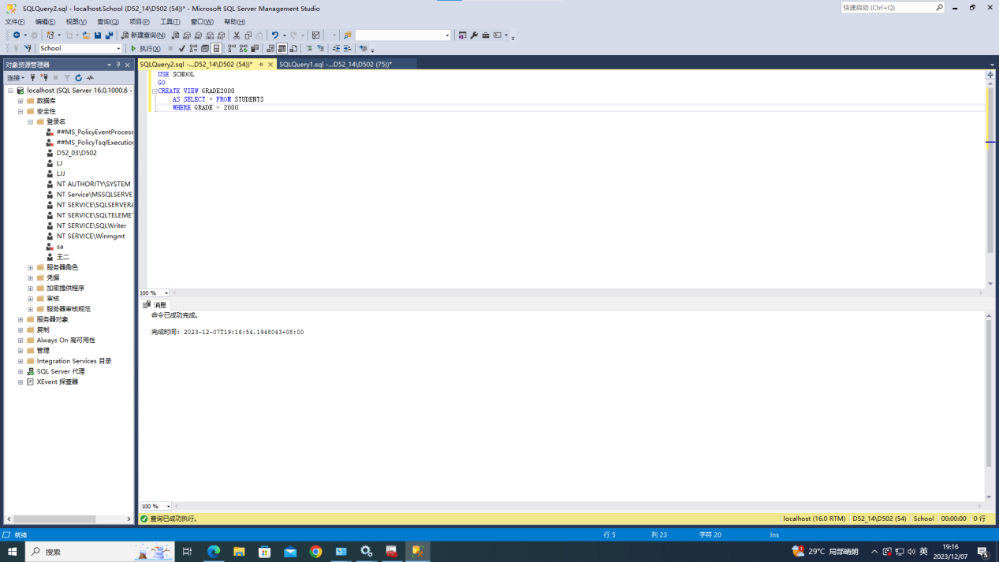 SQLQuery2.sql - localhost.School (D52_14\D502 (54))* - Microsoft SQL Server Management Studio
快速启动 (Ctrl+Q)
文件(F) 编辑(E) 视图(V) 查询(Q) 项目(P) 工具(T) 窗口(W) 帮助(H)
新建查询(N)
School 执行(X)
对象资源管理器
连接
localhost (SQL Server 16.0.1000.6 -
数据库
安全性
登录名
##MS_PolicyEventProcess
##MS_PolicyTsqlExecution
D52_03\D502
LJ
LJJ
NT AUTHORITY\SYSTEM
NT Service\MSSQLSERVE
NT SERVICE\SQLSERVERA
NT SERVICE\SQLTELEMET
NT SERVICE\SQLWriter
NT SERVICE\Winmgmt
sa
王二
服务器角色
凭据
加密提供程序
审核
服务器审核规范
服务器对象
复制
Always On 高可用性
管理
Integration Services 目录
SQL Server 代理
XEvent 探查器
SQLQuery2.sql -...D52_14\D502 (54))* SQLQuery1.sql -...D52_14\D502 (75))*
USE SCHOOL
GO
CREATE VIEW GRADE2000
AS SELECT * FROM STUDENTS
WHERE GRADE = 2000
100 %
消息
命令已成功完成。
完成时间: 2023-12-07T19:16:54.1948043+08:00
100 %
查询已成功执行。 localhost (16.0 RTM) D52_14\D502 (54) School 00:00:00 0 行
就绪 行 5 列 23 字符 20 Ins
搜索 29°C 局部晴朗 英 19:16
2023/12/07 5